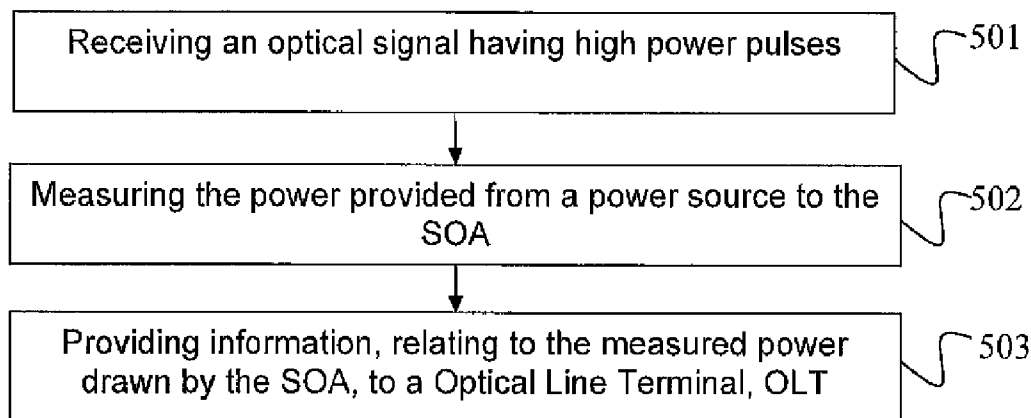 Receiving an optical signal having high power pulses
501
Measuring the power provided from a power source to the
SOA
502
Providing information, relating to the measured power
drawn by the SOA, to a Optical Line Terminal, OLT
503